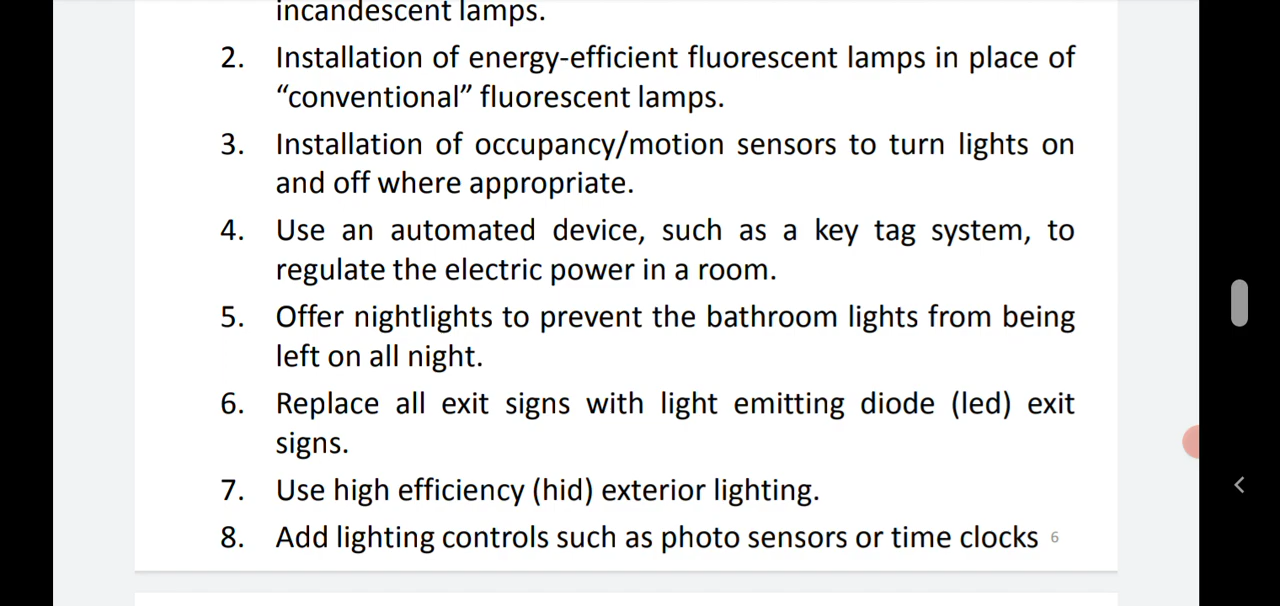 incandescent lamps.
2. Installation of energy-efficient fluorescent lamps in place of
“conventional” fluorescent lamps.
3. Installation of occupancy/motion sensors to turn lights on
and off where appropriate.
4. Use an automated device, such as a key tag system, to
regulate the electric power in a room.
5. Offer nightlights to prevent the bathroom lights from being
left on all night.
6. Replace all exit signs with light emitting diode (led) exit
signs.
7. Use high efficiency (hid) exterior lighting.
8. Add lighting controls such as photo sensors or time clocks 6